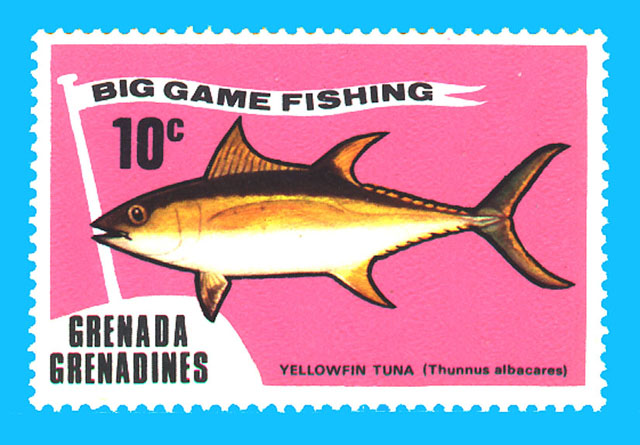 BIG GAME FISHING
10c
GRENADA
GRENADINES
YELLOWFIN TUNA (Thunnus albacares)